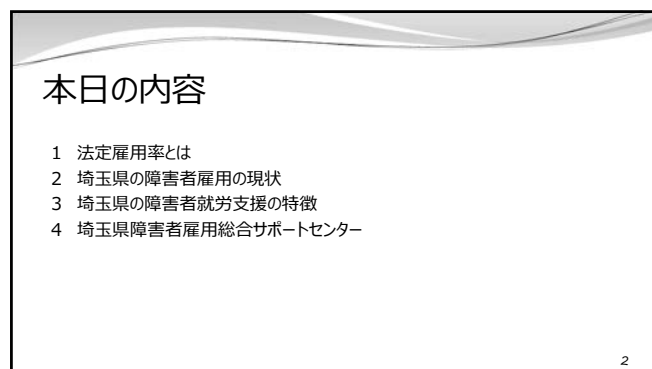 本日の内容
1 法定雇用率とは
2 埼玉県の障害者雇用の現状
3 埼玉県の障害者就労支援の特徴
4 埼玉県障害者雇用総合サポートセンター
2